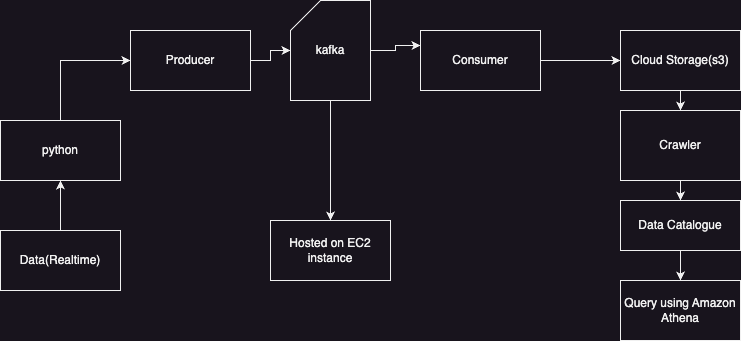 Data(Realtime)
python
Producer
kafka
Hosted on EC2
instance
Consumer
Cloud Storage(s3)
Crawler
Data Catalogue
Query using Amazon
Athena